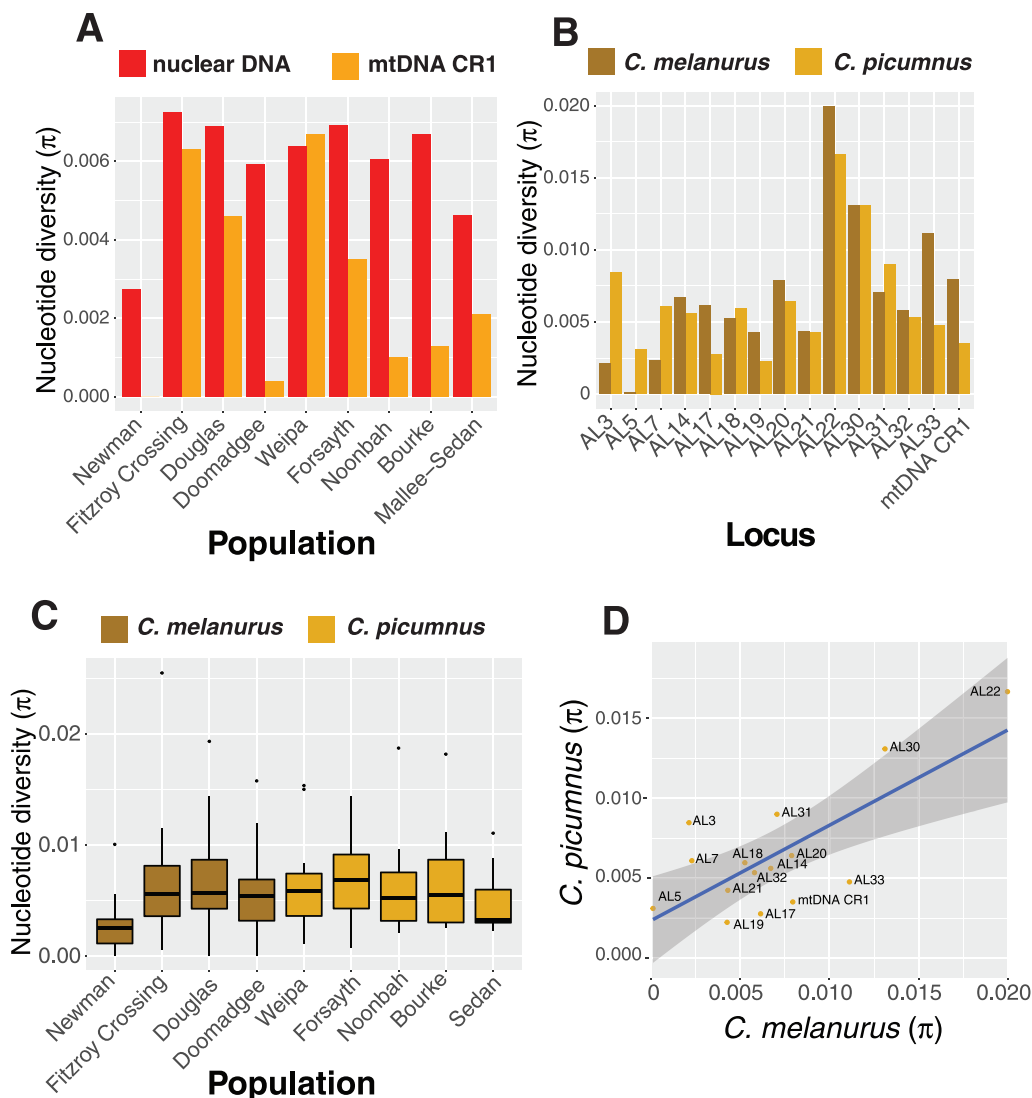 A
nuclear DNA
mtDNA CR1
Nucleotide diversity (π)
0.006
0.004
0.002
0.000
Newman
Fitzroy Crossing
Douglas
Doomadgee
Weipa
Forsayth
Noonbah
Bourke
Mallee−Sedan
Population
B
C. melanurus
C. picumnus
Nucleotide diversity (π)
0.020
0.015
0.010
0.005
0
AL3
AL5
AL7
AL14
AL17
AL18
AL19
AL20
AL21
AL22
AL30
AL31
AL32
AL33
mtDNA CR1
Locus
C
C. melanurus
C. picumnus
Nucleotide diversity (π)
0.02
0.01
0.00
Newman
Fitzroy Crossing
Douglas
Doomadgee
Weipa
Forsayth
Noonbah
Bourke
Sedan
Population
D
C. picumnus (π)
0.015
0.010
0.005
0.000
AL22
AL30
AL31
AL3
AL18
AL20
AL7
AL14
AL32
AL33
AL21
AL5
mtDNA CR1
AL17
AL19
0
0.005
0.010
0.015
0.020
C. melanurus (π)